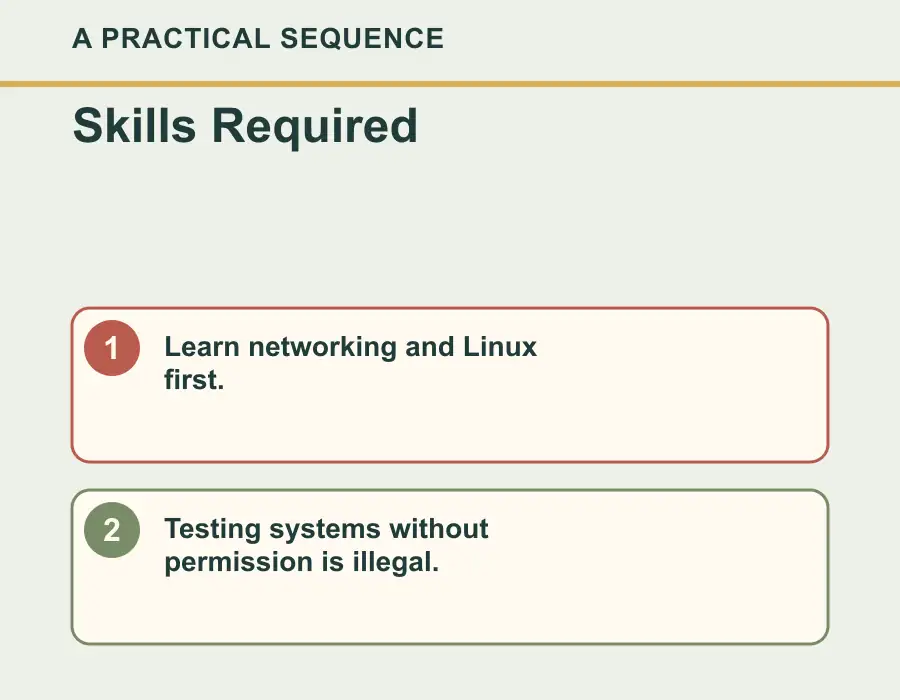 A PRACTICAL SEQUENCE
Skills Required
1
Learn networking and Linux
first.
2
Testing systems without
permission is illegal.